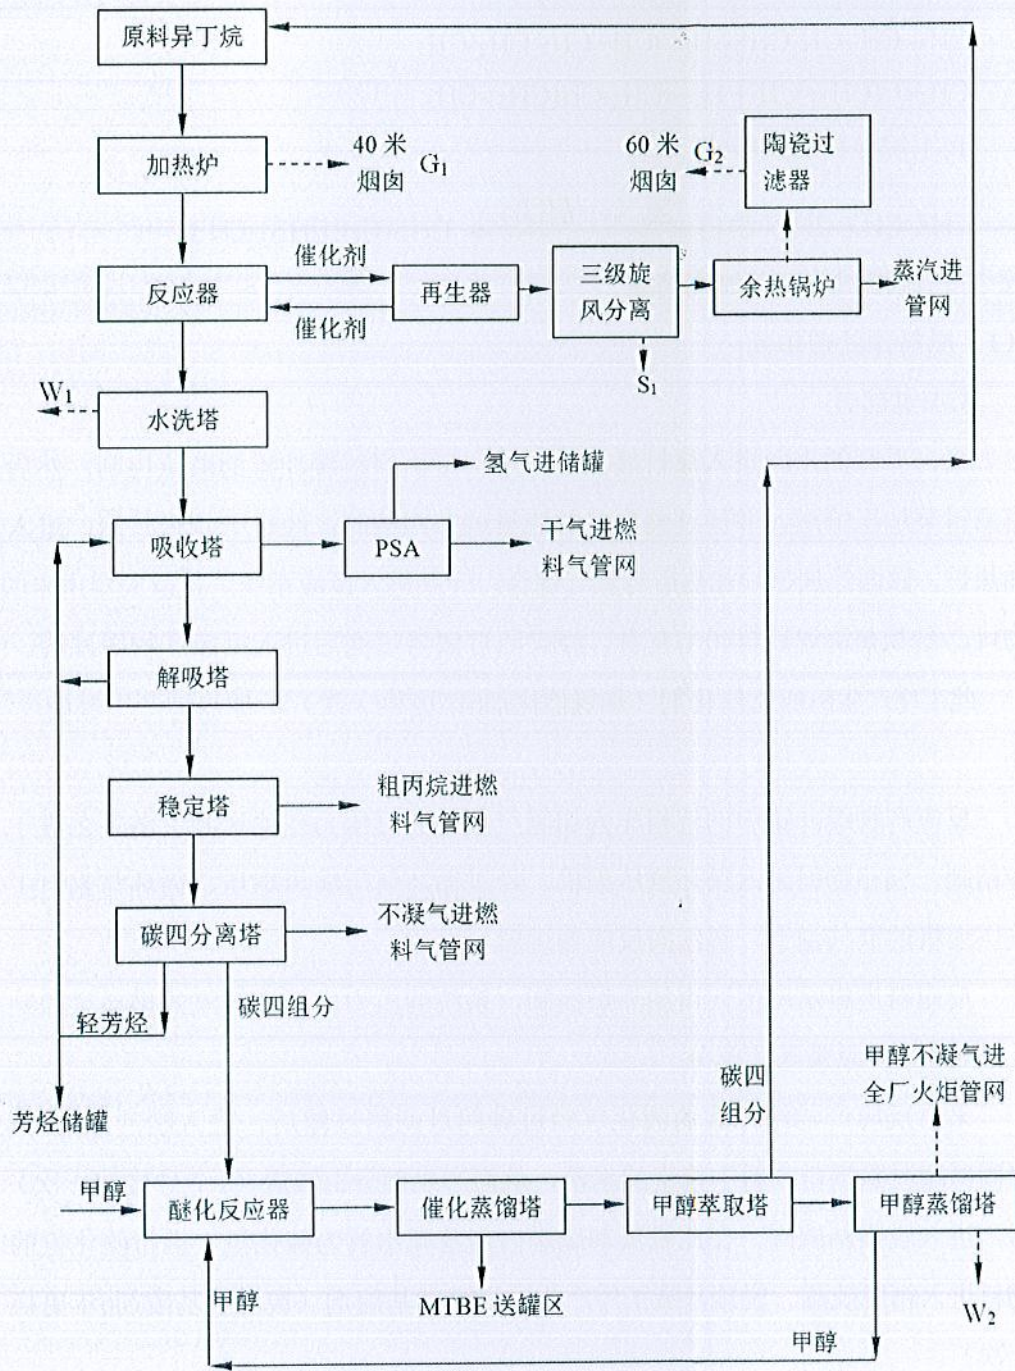 原料异丁烷
加热炉
40 米
烟囱
G₁
60 米
烟囱
G₂
陶瓷过
滤器
反应器
催化剂
催化剂
再生器
三级旋
风分离
余热锅炉
蒸汽进
管网
S₁
W₁
水洗塔
氢气进储罐
吸收塔
PSA
干气进燃
料气管网
解吸塔
稳定塔
粗丙烷进燃
料气管网
碳四分离塔
不凝气进燃
料气管网
轻芳烃
碳四组分
芳烃储罐
碳四
组分
甲醇不凝气进
全厂火炬管网
甲醇
醚化反应器
催化蒸馏塔
甲醇萃取塔
甲醇蒸馏塔
甲醇
MTBE 送罐区
W₂
甲醇